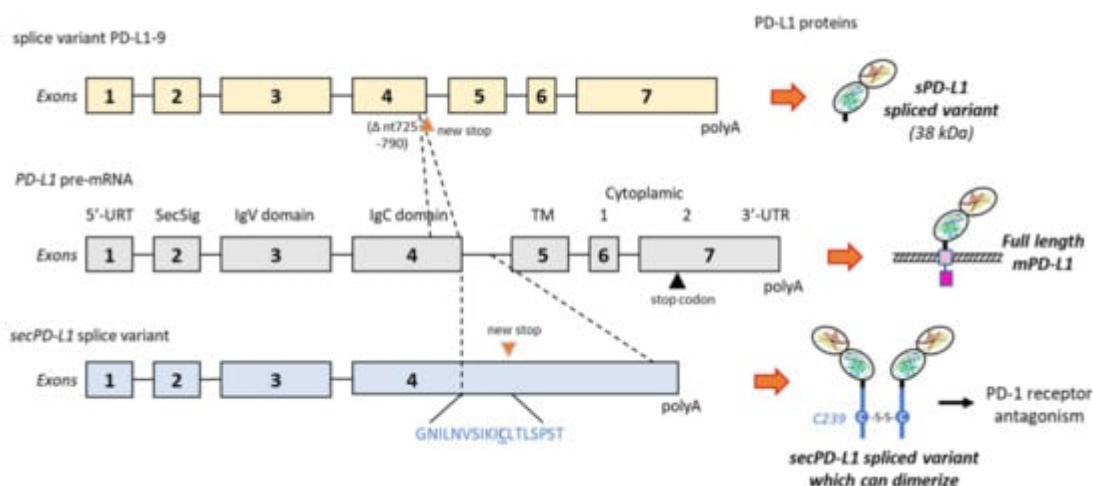 splice variant PD-L1-9
PD-L1 proteins
Exons 1 2 3 4 5 6 7
polyA
(Δ nt725
-790)
new stop
sPD-L1
spliced variant
(38 kDa)
PD-L1 pre-mRNA
Cytoplamic
5'-URT SecSig IgV domain IgC domain TM 1 2 3'-UTR
Exons 1 2 3 4 5 6 7
polyA
stop codon
Full length
mPD-L1
secPD-L1 splice variant
new stop
Exons 1 2 3 4
polyA
GNILNVSIKICLTLSPST
C239 C -S-S- C
PD-1 receptor
antagonism
secPD-L1 spliced variant
which can dimerize